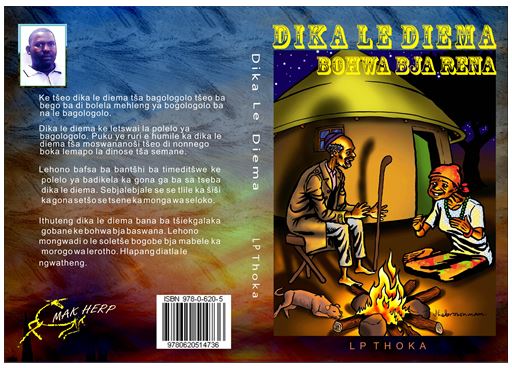 Ke tšeo dika le diema tša bagologolo tšeo ba
bego ba di bolela mehleng ya bogologolo ba
na le bagologolo.
Dika le diema ke letswai la polelo ya
bagologolo. Puku ye ruri e humile ka dika le
diema tša moswananoši tšeo di nonnego
boka lemapo la dinose tša semane.
Lehono bafsa ba bantšhi ba timeditšwe ke
polelo ya badikela ka gona ga ba sa tseba
dika le diema. Sebjalebjale se se tlile ka šiši
ka gona setšo se tsene ka monga wa seloko.
Ithuteng dika le diema bana ba tšiekgalaka
gobane ke bohwa bja baswana. Lehono
mongwadi o le soletše bogobe bja mabele ka
morogo wa lerotho. Hlapang diatla le
ngwatheng.
MAK HERP
ISBN 978-0-620-5
9780620514736
Dika Le Diema
LP Thoka
DIKA LE DIEMA
BOHWA BJA RENA
LP THOKA